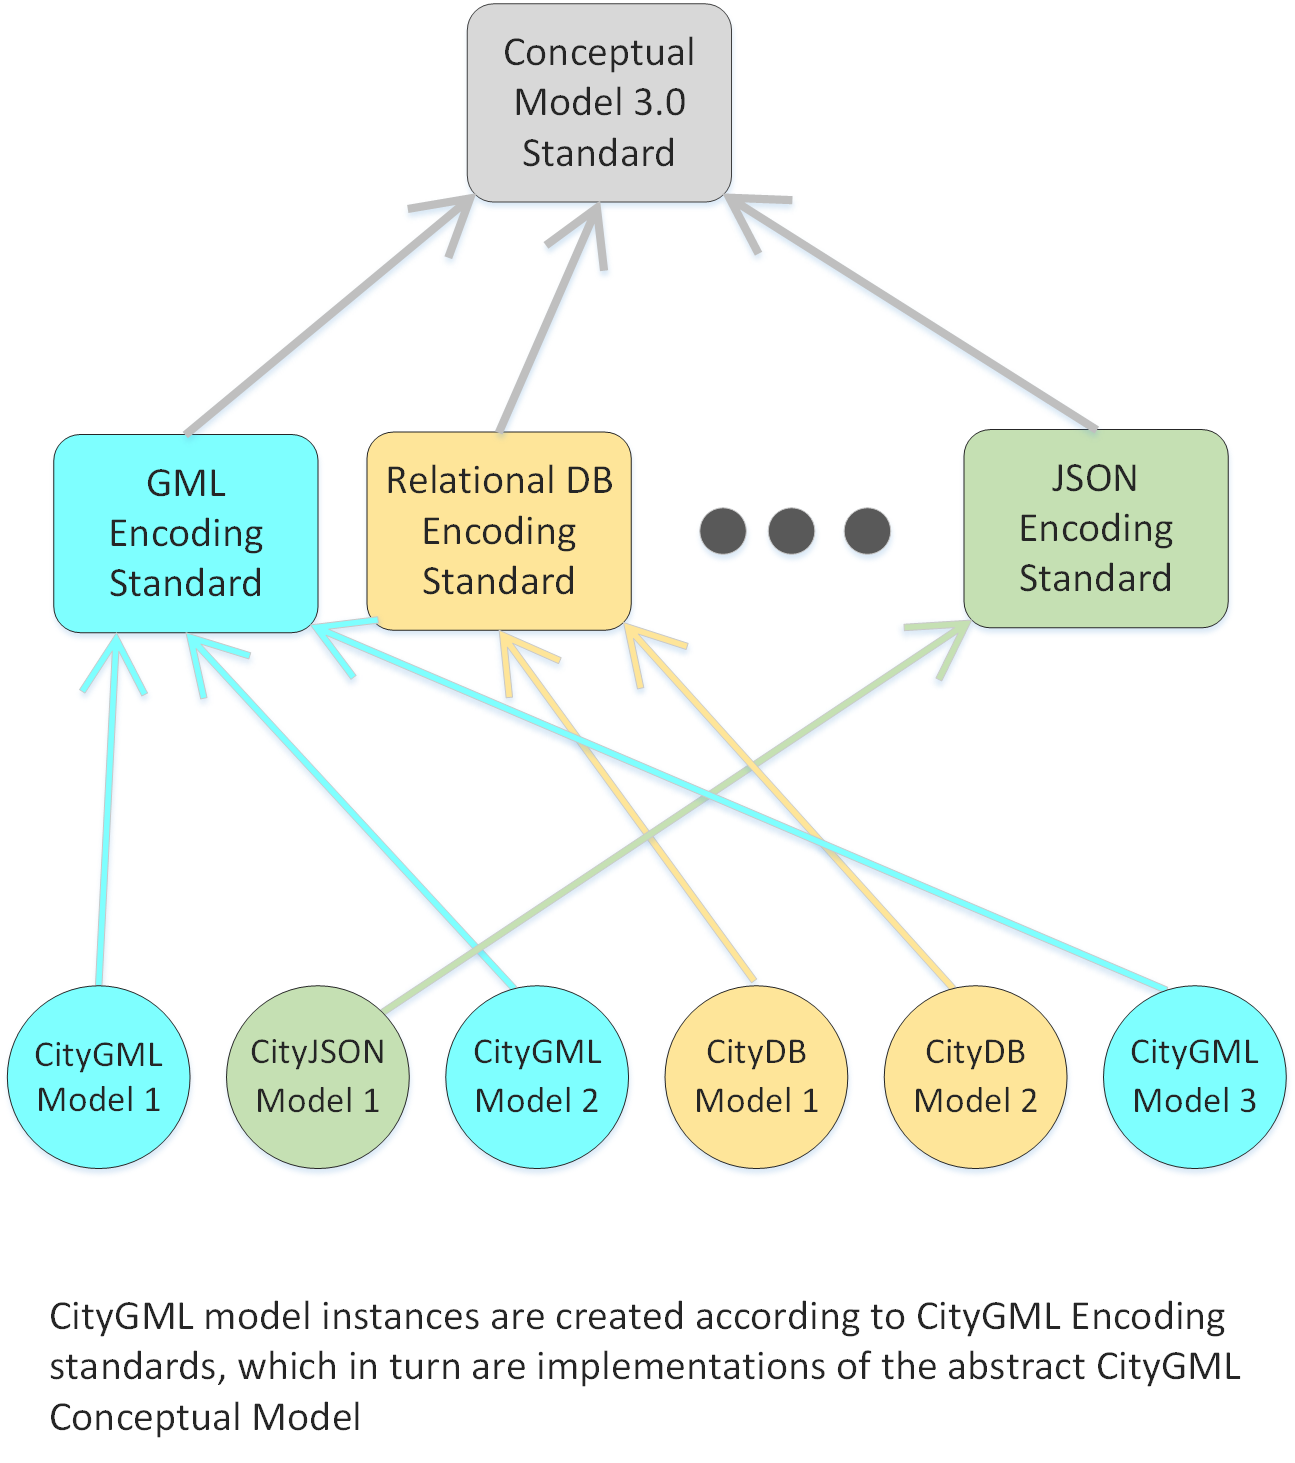 Conceptual
Model 3.0
Standard
GML
Encoding
Standard
Relational DB
Encoding
Standard
JSON
Encoding
Standard
CityGML
Model 1
CityJSON
Model 1
CityGML
Model 2
CityDB
Model 1
CityDB
Model 2
CityGML
Model 3
CityGML model instances are created according to CityGML Encoding
standards, which in turn are implementations of the abstract CityGML
Conceptual Model